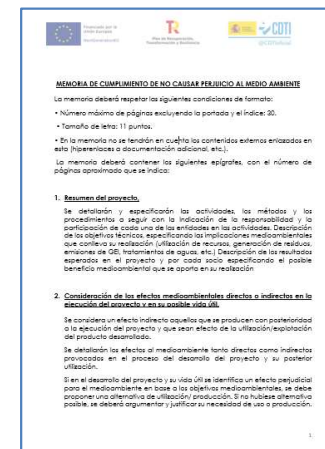 Financiado por la
Unión Europea
NextGenerationEU
Plan de Recuperación,
Transformación y Resiliencia
CDTI
MEMORIA DE CUMPLIMIENTO DE NO CAUSAR PERJUICIO AL MEDIO AMBIENTE
La memoria deberá respetar las siguientes condiciones de formato:
• Número máximo de páginas excluyendo la portada y el índice: 30.
• Tamaño de letra: 11 puntos.
• En la memoria no se tendrán en cuenta los contenidos externos enlazados en
esta (hiperenlaces a documentación adicional, etc.).
La memoria deberá contener los siguientes epígrafes, con el número de
páginas aproximado que se indica:
1. Resumen del proyecto.
Se detallarán y especificarán las actividades, los métodos y los
procedimientos a seguir con la indicación de la responsabilidad y la
participación de cada una de las entidades en las actividades. Descripción
de los objetivos técnicos, especificando las implicaciones medioambientales
que conlleva su realización (utilización de recursos, generación de residuos,
emisiones de GEI, tratamientos de aguas, etc.) Descripción de los resultados
esperados en el proyecto y por cada socio especificando el posible
beneficio medioambiental que se aporta en su realización
2. Consideración de los efectos medioambientales directos o indirectos en la
ejecución del proyecto y en su posible vida útil.
Se considera un efecto indirecto aquellos que se producen con posterioridad
a la ejecución del proyecto y que sean efecto de la utilización/explotación
del producto desarrollado.
Se detallarán los efectos al medioambiente tanto directos como indirectos
provocados en el proceso del desarrollo del proyecto y su posterior
utilización.
Si en el desarrollo del proyecto y su vida útil se identifica un efecto perjudicial
para el medioambiente en base a los objetivos medioambientales, se debe
proponer una alternativa de utilización/ producción. Si no hubiese alternativa
posible, se deberá argumentar y justificar su necesidad de uso o producción.
1